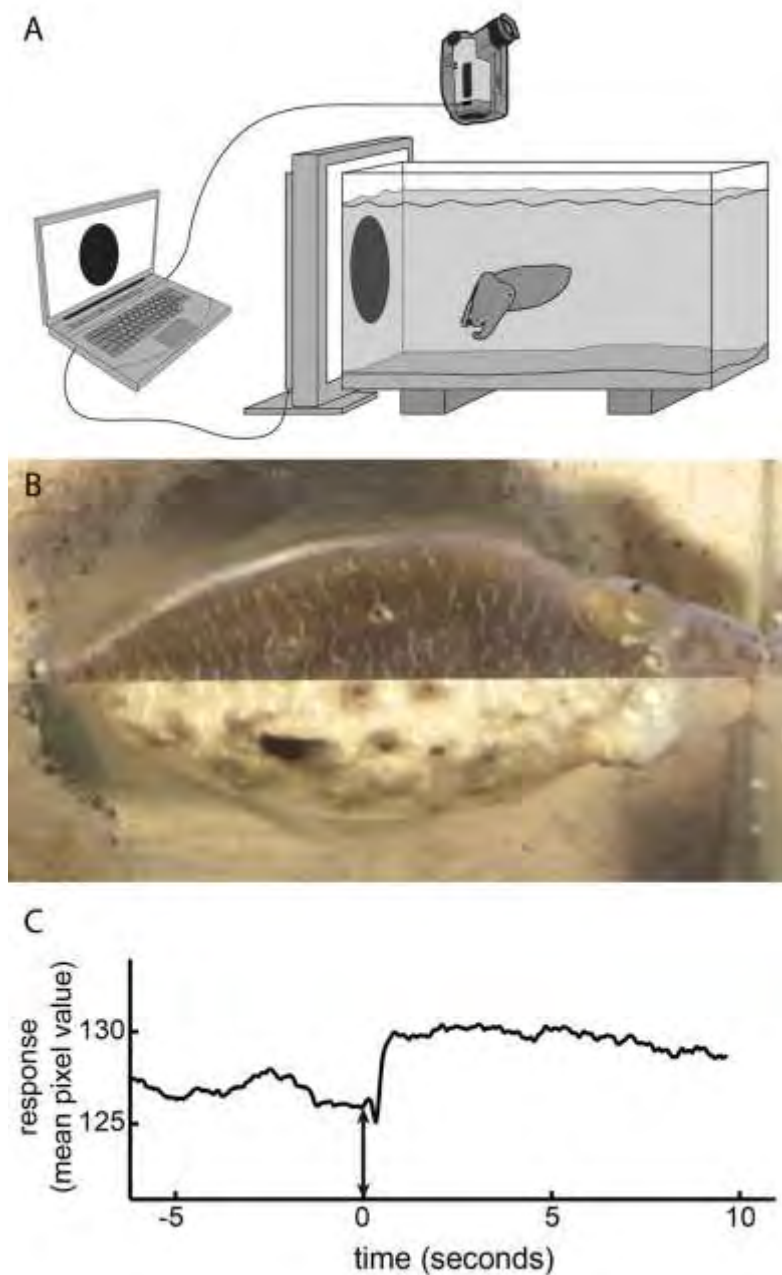 A
B
C
response
(mean pixel value)
130
125
-5
0
5
10
time (seconds)